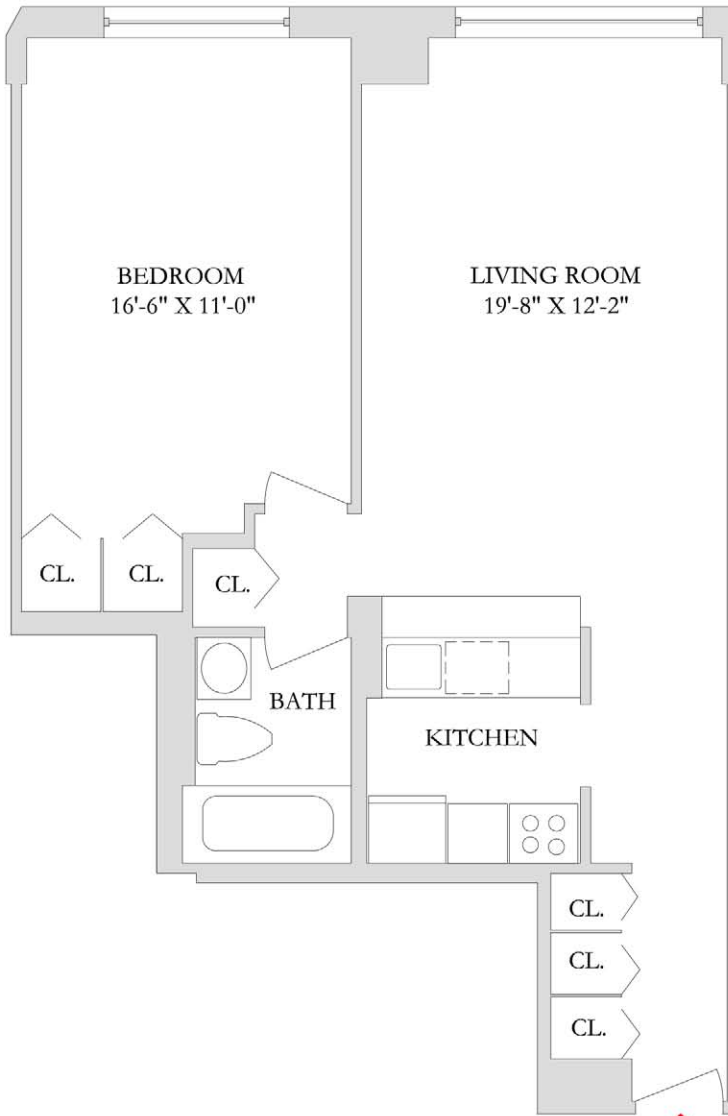 BEDROOM
16'-6" X 11'-0"
LIVING ROOM
19'-8" X 12'-2"
CL.
CL.
CL.
BATH
KITCHEN
CL.
CL.
CL.